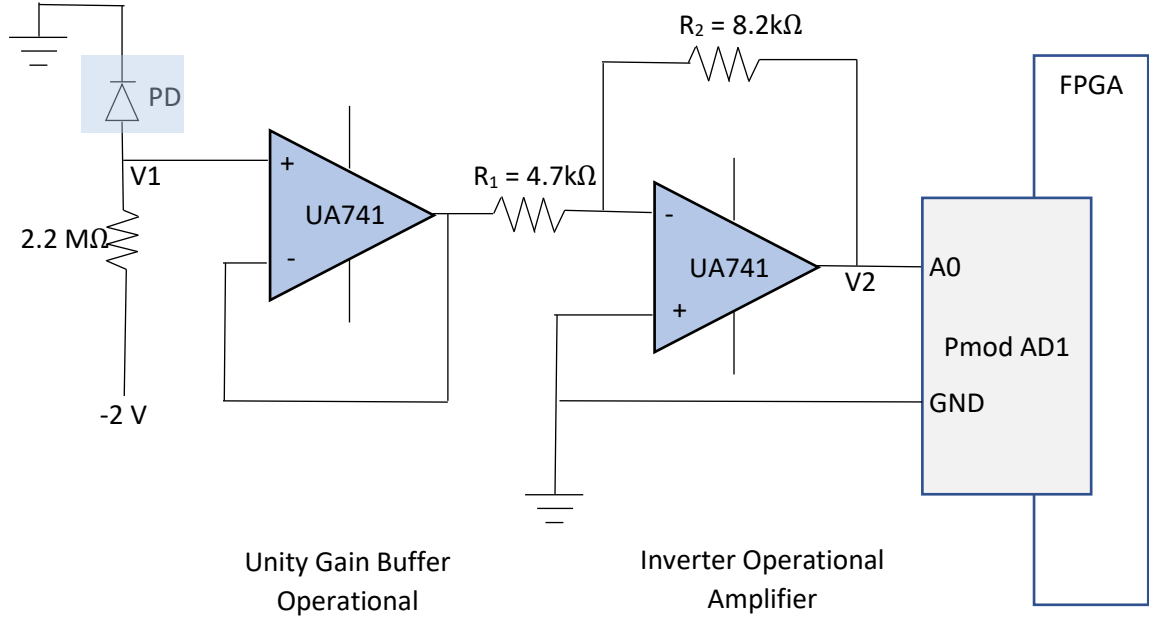 R₂ = 8.2kΩ
FPGA
PD
V1
+
UA741
-
R₁ = 4.7kΩ
2.2 MΩ
-
UA741
+
V2
A0
Pmod AD1
GND
-2 V
Unity Gain Buffer
Operational
Inverter Operational
Amplifier